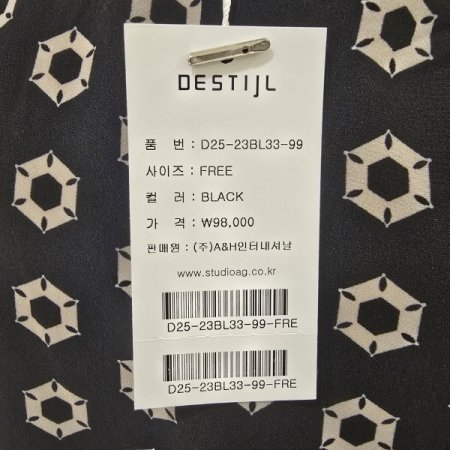 DESTIJL
품 번 : D25-23BL33-99
사이즈 : FREE
컬 러 : BLACK
가 격 : ₩98,000
판매원 : (주)A&H인터내셔날
www.studioag.co.kr
D25-23BL33-99-FRE
D25-23BL33-99-FRE